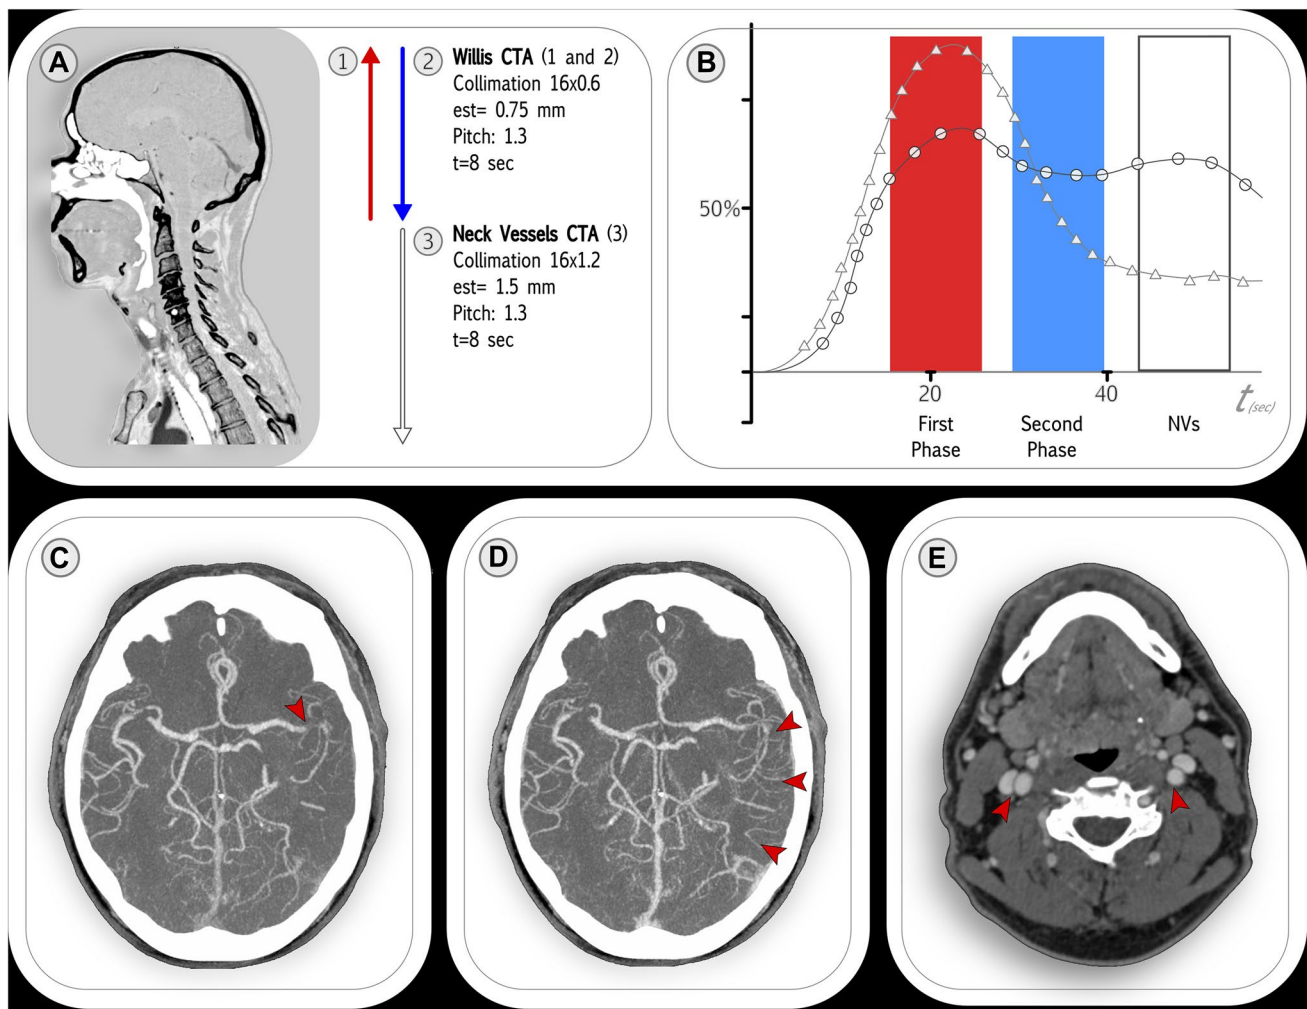 A
1
2
Willis CTA (1 and 2)
Collimation 16x0.6
est= 0.75 mm
Pitch: 1.3
t=8 sec
3
Neck Vessels CTA (3)
Collimation 16x1.2
est= 1.5 mm
Pitch: 1.3
t=8 sec
B
50%
20
40
t(sec)
First
Phase
Second
Phase
NVs
C
D
E